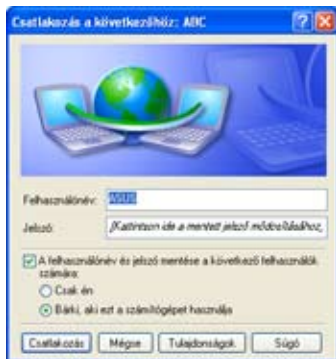 Csatlakozás a következőhöz: ABC
Felhasználónév: ASUS
Jelszó: [Kattintson ide a mentett jelszó módosításához,
A felhasználónév és jelszó mentése a következő felhasználók
számára:
Csak én
Bárki, aki ezt a számítógépet használja
Csatlakozás Mégse Tulajdonságok Súgó